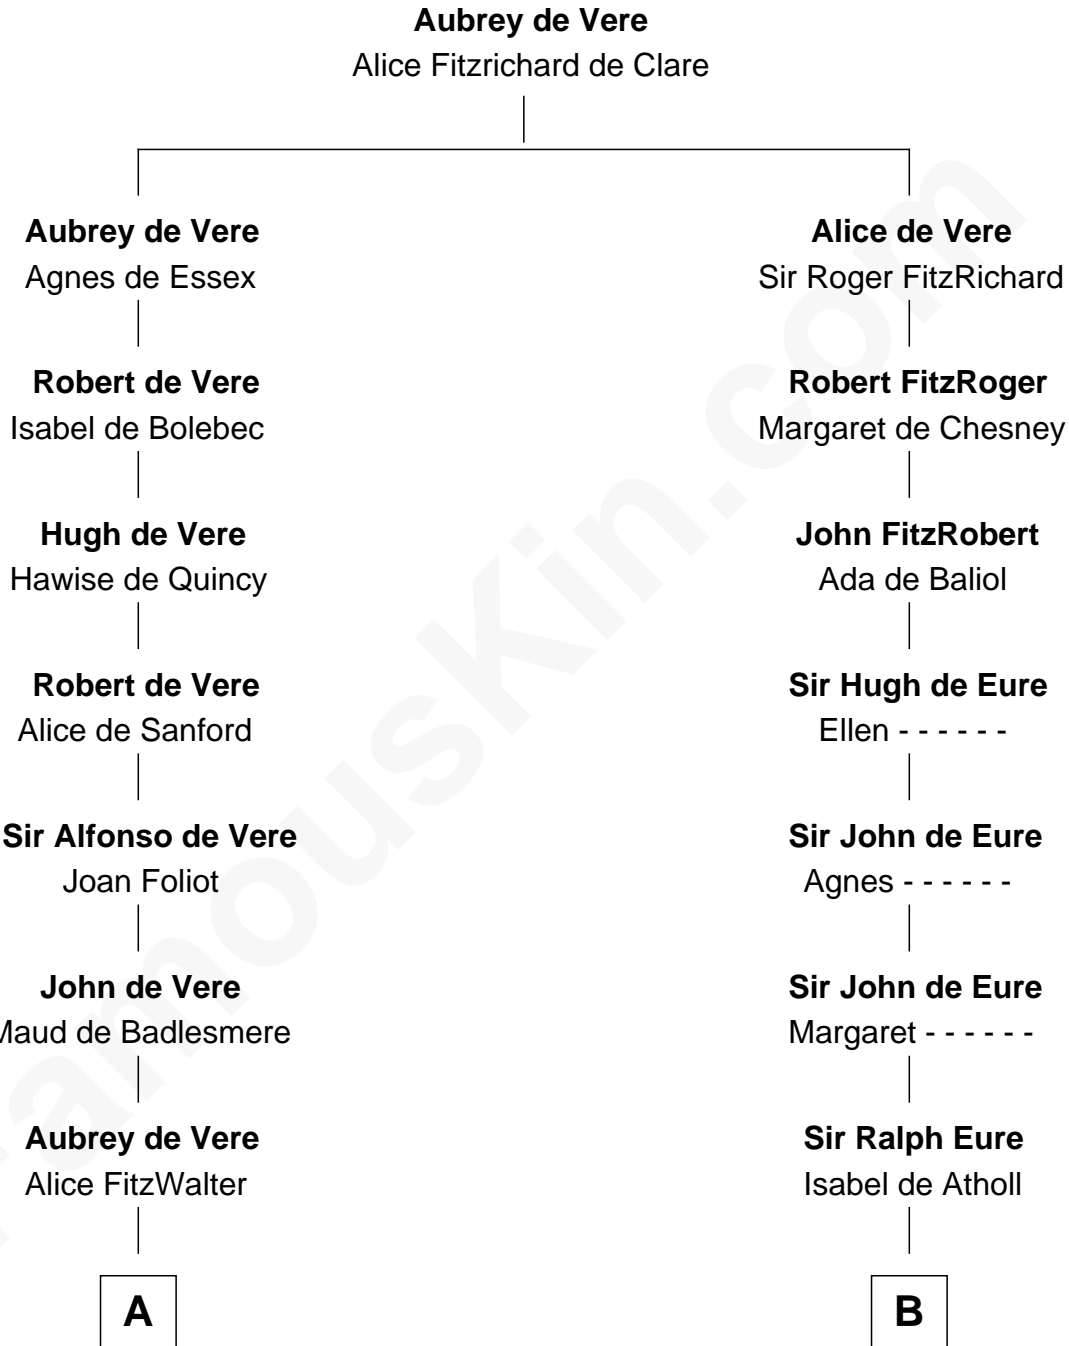 Aubrey de Vere
Alice Fitzrichard de Clare
Aubrey de Vere
Agnes de Essex
Alice de Vere
Sir Roger FitzRichard
Robert de Vere
Isabel de Bolebec
Robert FitzRoger
Margaret de Chesney
Hugh de Vere
Hawise de Quincy
John FitzRobert
Ada de Baliol
Robert de Vere
Alice de Sanford
Sir Hugh de Eure
Ellen - - - - - -
Sir Alfonso de Vere
Joan Foliot
Sir John de Eure
Agnes - - - - - -
John de Vere
Maud de Badlesmere
Sir John de Eure
Margaret - - - - - -
Aubrey de Vere
Alice FitzWalter
Sir Ralph Eure
Isabel de Atholl
A
B
FamousKin.com